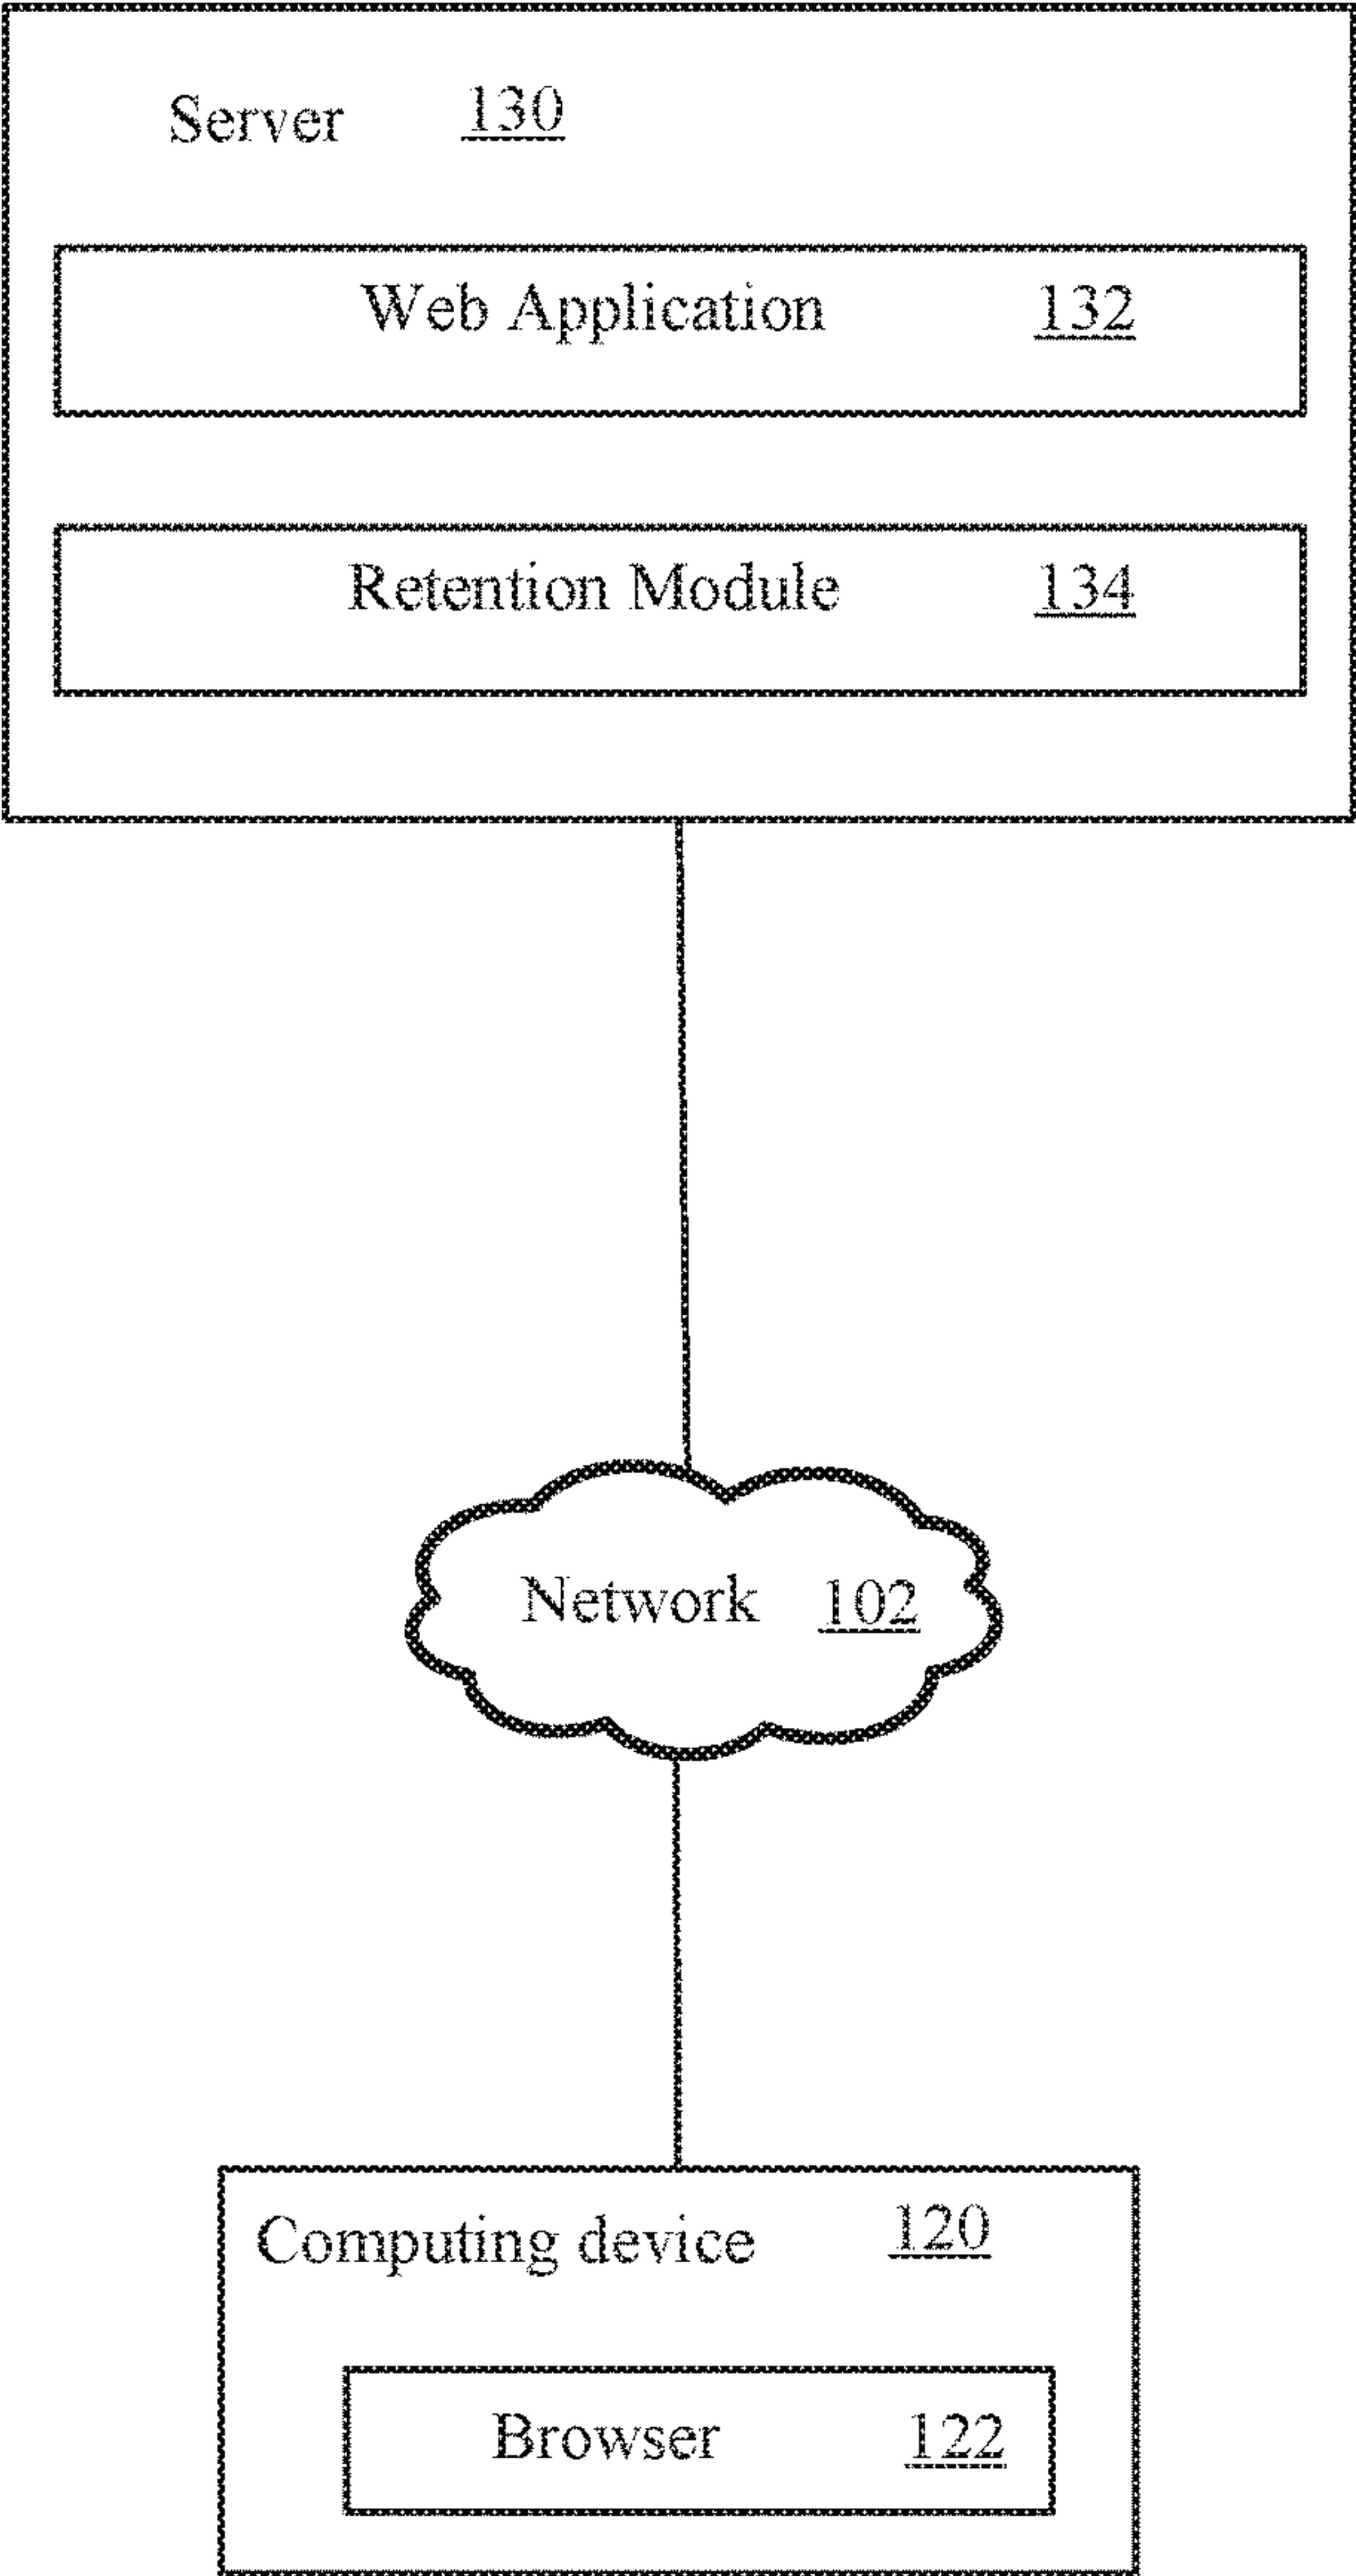 Server 130
Web Application 132
Retention Module 134
Network 102
Computing device 120
Browser 122